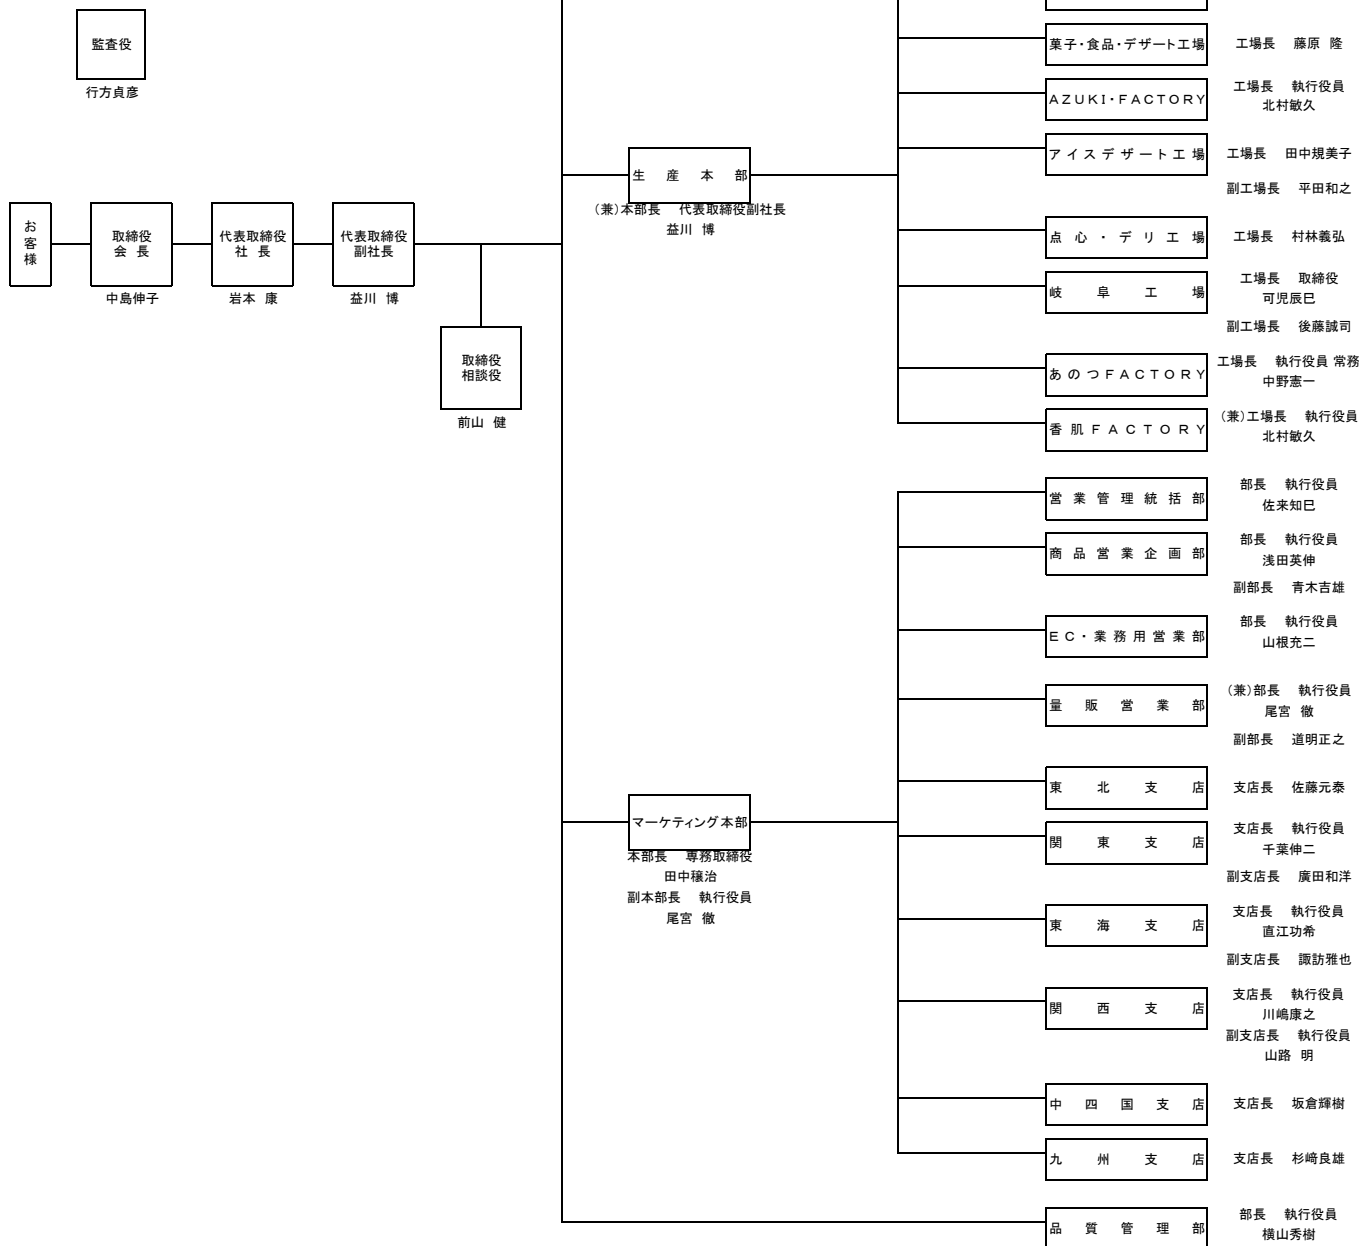 監査役
行方貞彦
お
客
様
取締役
会 長
中島伸子
代表取締役
社 長
岩本 康
代表取締役
副社長
益川 博
取締役
相談役
前山 健
生産本部
（兼）本部長 代表取締役副社長
益川 博
菓子・食品・デザート工場
工場長 藤原 隆
AZUKI・FACTORY
工場長 執行役員
北村敏久
アイスデザート工場
工場長 田中規美子
副工場長 平田和之
点心・デリ工場
工場長 村林義弘
岐阜工場
工場長 取締役
可児辰巳
副工場長 後藤誠司
あのつFACTORY
工場長 執行役員 常務
中野憲一
香肌FACTORY
（兼）工場長 執行役員
北村敏久
マーケティング本部
本部長 専務取締役
田中穣治
副本部長 執行役員
尾宮 徹
営業管理統括部
部長 執行役員
佐来知巳
商品営業企画部
部長 執行役員
浅田英伸
副部長 青木吉雄
EC・業務用営業部
部長 執行役員
山根充二
量販営業部
（兼）部長 執行役員
尾宮 徹
副部長 道明正之
東北支店
支店長 佐藤元泰
関東支店
支店長 執行役員
千葉伸二
副支店長 廣田和洋
東海支店
支店長 執行役員
直江功希
副支店長 諏訪雅也
関西支店
支店長 執行役員
川嶋康之
副支店長 執行役員
山路 明
中四国支店
支店長 坂倉輝樹
九州支店
支店長 杉﨑良雄
品質管理部
部長 執行役員
横山秀樹